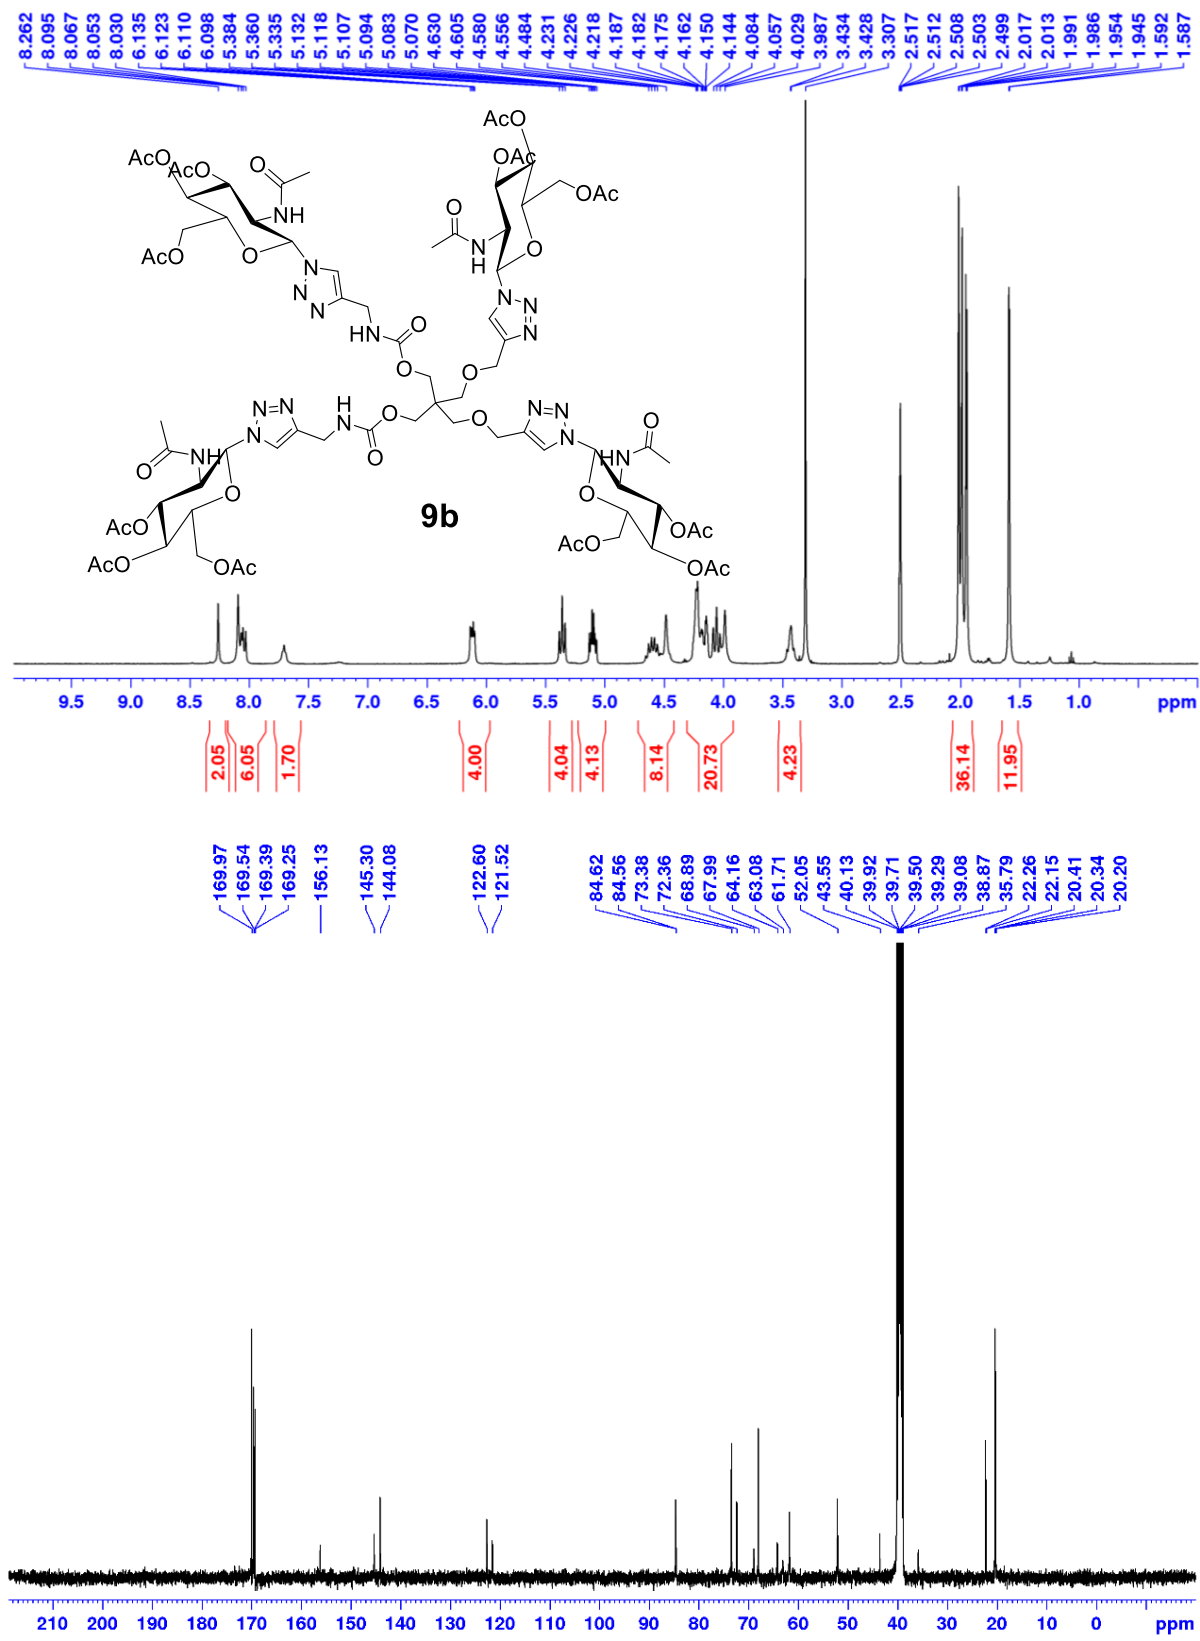 8.262 8.095 8.067 8.053 8.030 6.135 6.123 6.110 6.098 5.384 5.360 5.335 5.132 5.118 5.107 5.094 5.083 5.070 4.630 4.605 4.580 4.556 4.484 4.231 4.226 4.218 4.187 4.182 4.175 4.162 4.150 4.144 4.084 4.057 4.029 3.987 3.434 3.428 3.307 2.517 2.512 2.508 2.503 2.499 2.017 2.013 1.991 1.986 1.954 1.945 1.592 1.587
AcO
AcO AcO O OAc
OAc
NH O
AcO O N O N H
N N N N N
HN O
O O
N=N H O O N=N
N N
O NH O HN O
O O
AcO 9b OAc
AcO OAc AcO OAc
9.5 9.0 8.5 8.0 7.5 7.0 6.5 6.0 5.5 5.0 4.5 4.0 3.5 3.0 2.5 2.0 1.5 1.0 ppm
2.05 6.05 1.70 4.00 4.04 4.13 8.14 20.73 4.23 36.14 11.95
169.97 169.54 169.39 169.25 156.13 145.30 144.08 122.60 121.52 84.62 84.56 73.38 72.36 68.89 67.99 64.16 63.08 61.71 52.05 43.55 40.13 39.92 39.71 39.50 39.29 39.08 38.87 35.79 22.26 22.15 20.41 20.34 20.20
210 200 190 180 170 160 150 140 130 120 110 100 90 80 70 60 50 40 30 20 10 0 ppm